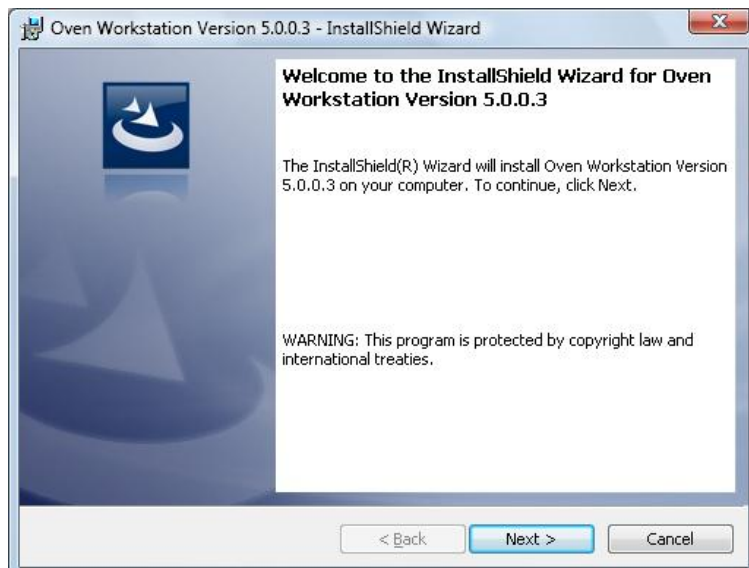 Oven Workstation Version 5.0.0.3 - InstallShield Wizard
Welcome to the InstallShield Wizard for Oven
Workstation Version 5.0.0.3
The InstallShield(R) Wizard will install Oven Workstation Version
5.0.0.3 on your computer. To continue, click Next.
WARNING: This program is protected by copyright law and
international treaties.
< Back Next > Cancel